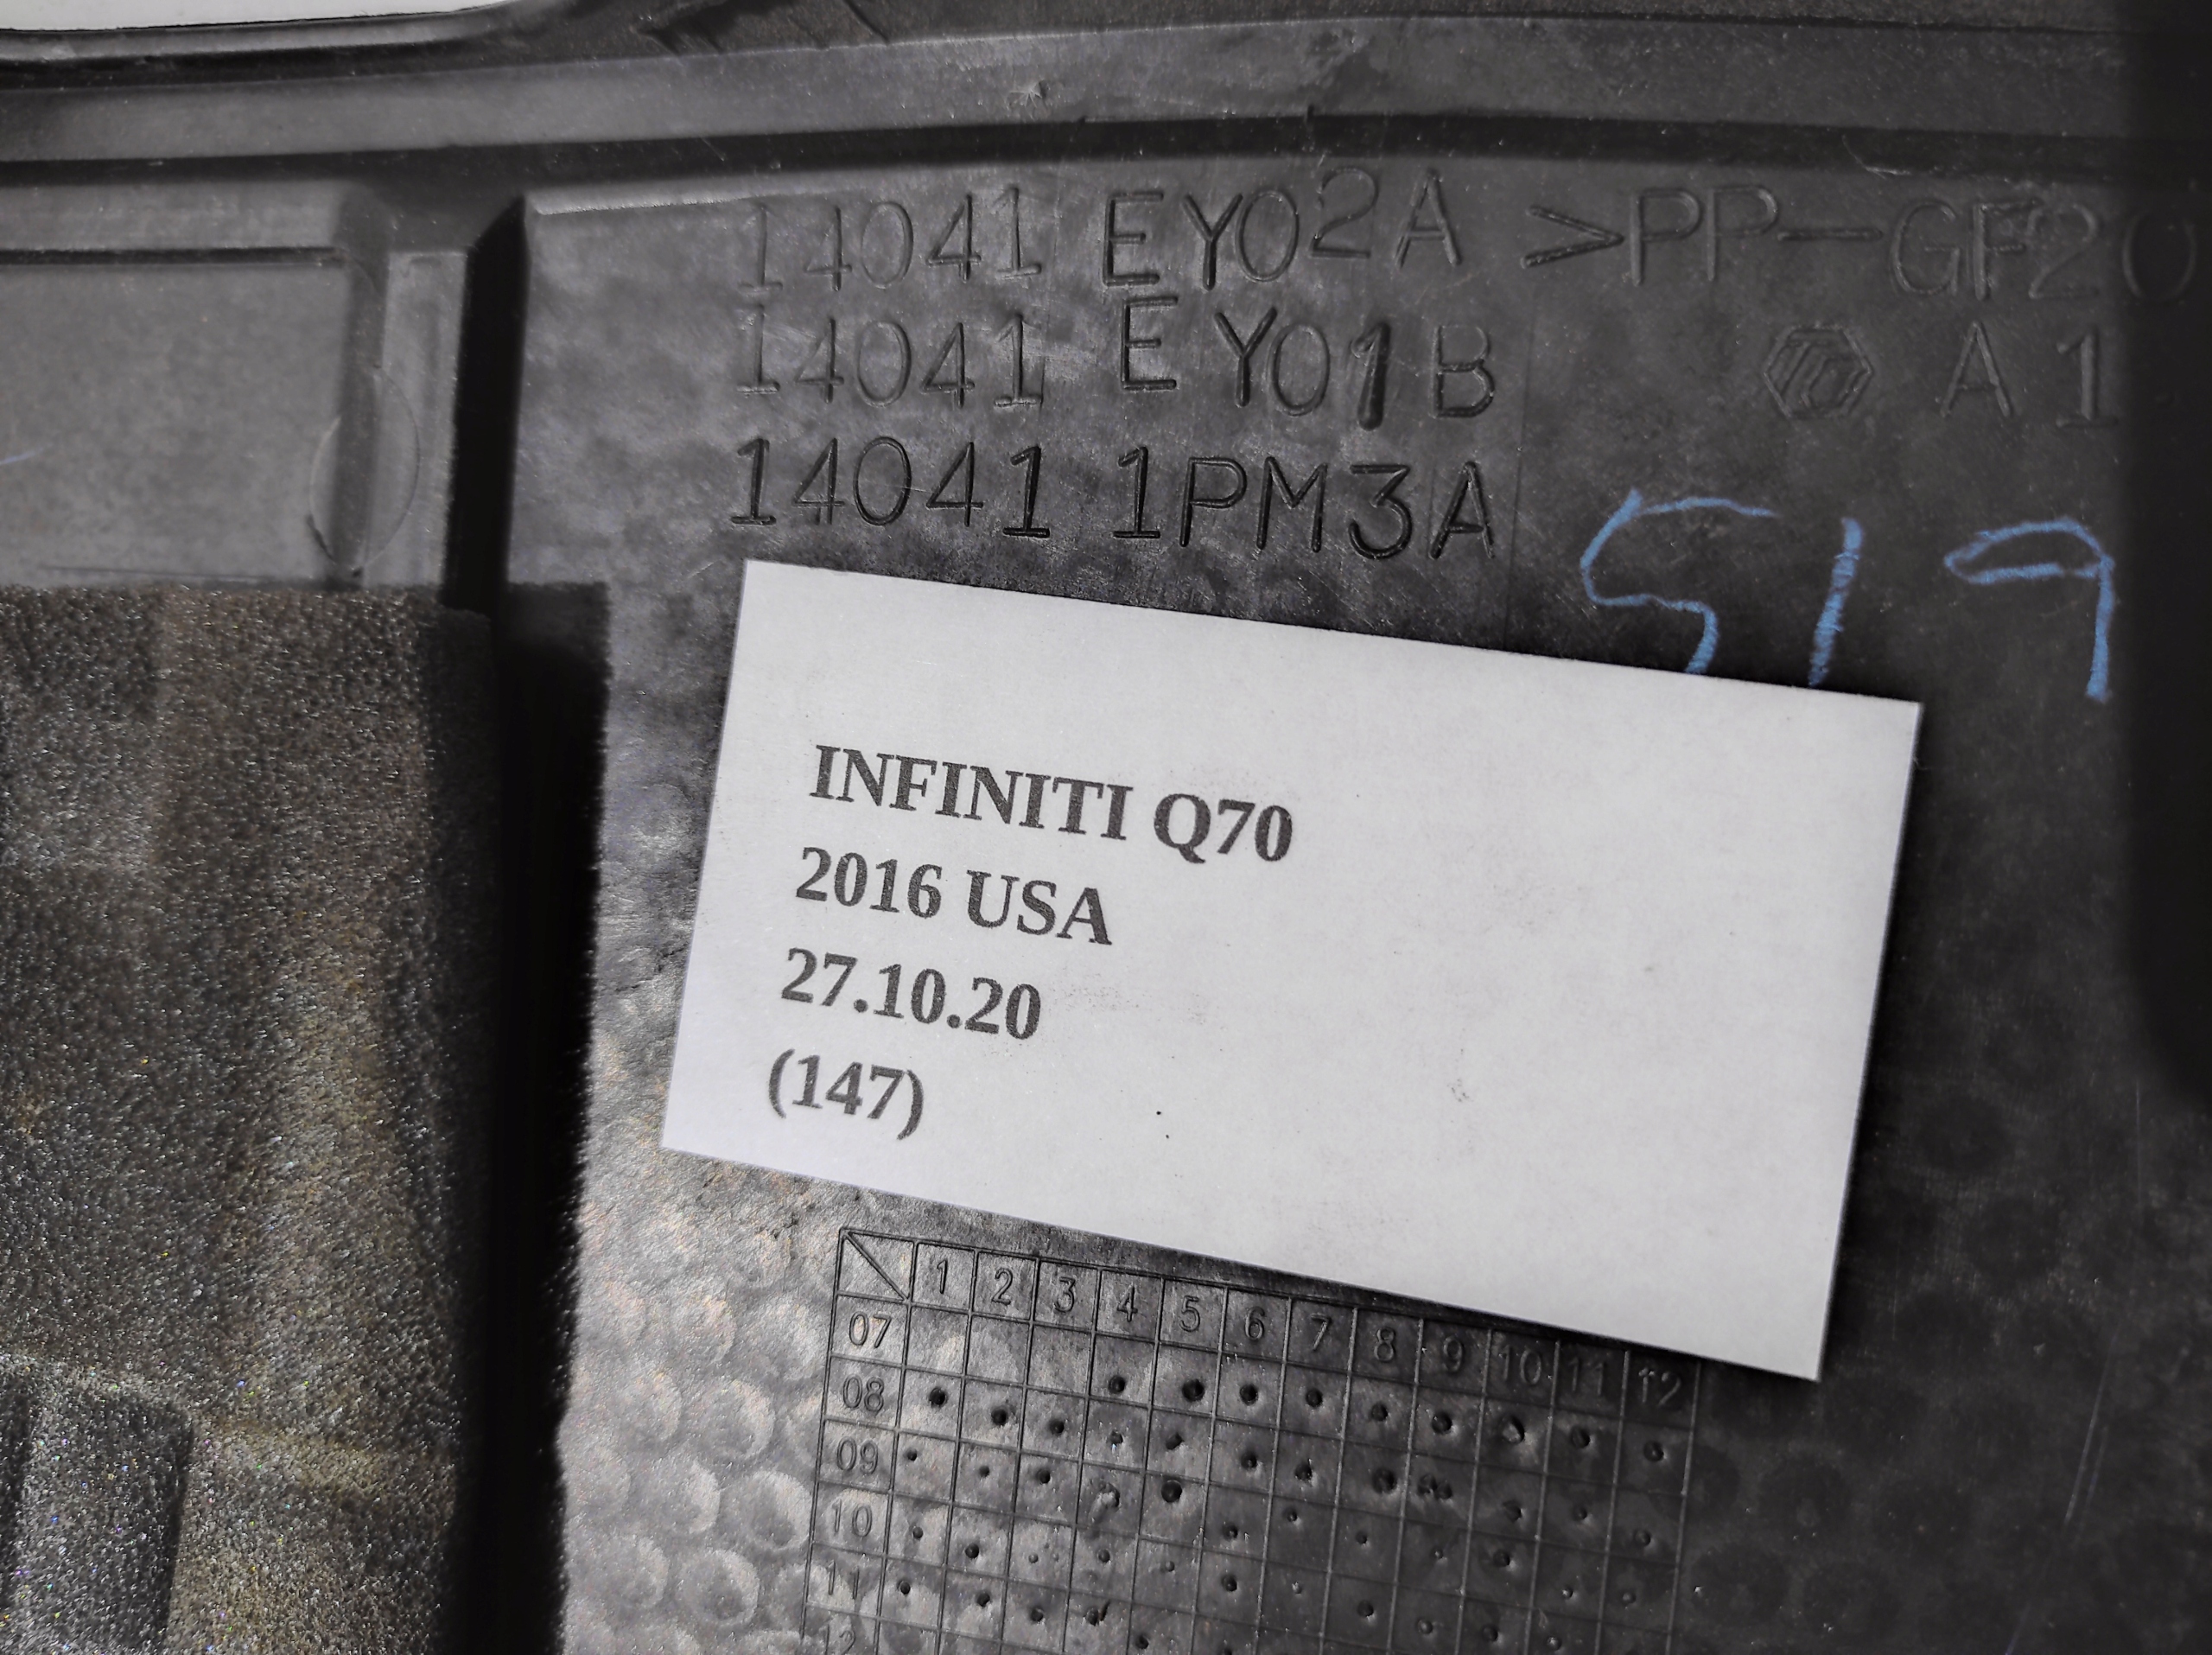 14041 EY02A >PP-GF20
14041 EY01B A1
14041 1PM3A
INFINITI Q70
2016 USA
27.10.20
(147)
1 2 3 4 5 6 7 8 9 10 11 12
07
08
09
10
11
12